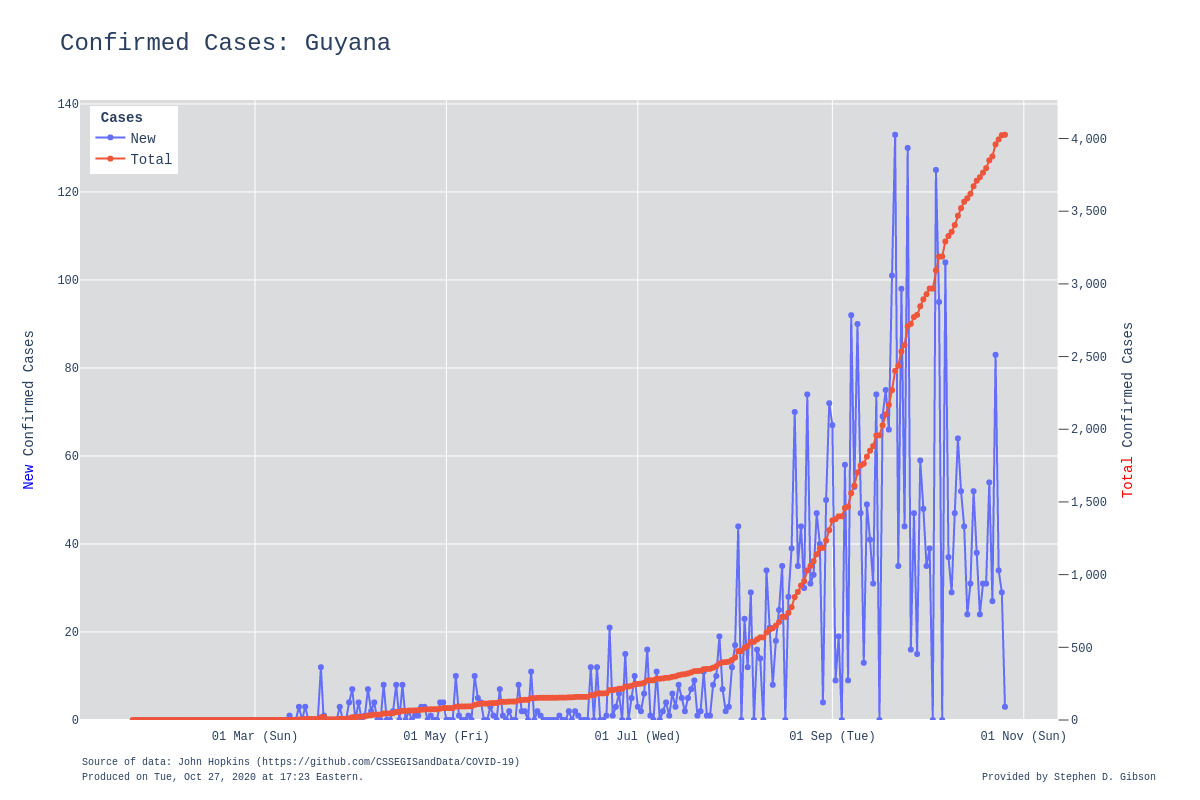 Confirmed Cases: Guyana
Cases
New
Total
140
120
100
80
60
40
20
0
4,000
3,500
3,000
2,500
2,000
1,500
1,000
500
0
New Confirmed Cases
Total Confirmed Cases
01 Mar (Sun)
01 May (Fri)
01 Jul (Wed)
01 Sep (Tue)
01 Nov (Sun)
Source of data: John Hopkins (https://github.com/CSSEGISandData/COVID-19)
Produced on Tue, Oct 27, 2020 at 17:23 Eastern.
Provided by Stephen D. Gibson